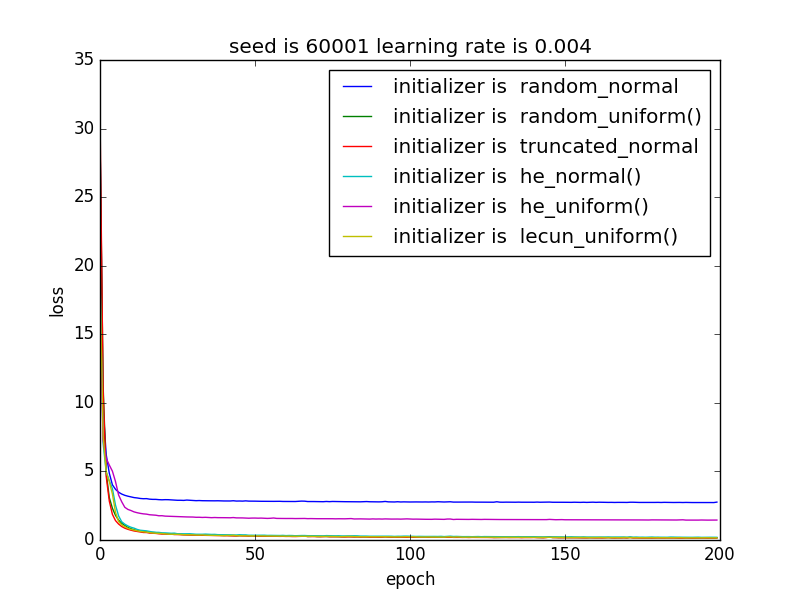 seed is 60001 learning rate is 0.004
35
30
25
20
15
10
5
0
loss
initializer is  random_normal
initializer is  random_uniform()
initializer is  truncated_normal
initializer is  he_normal()
initializer is  he_uniform()
initializer is  lecun_uniform()
0 50 100 150 200
epoch